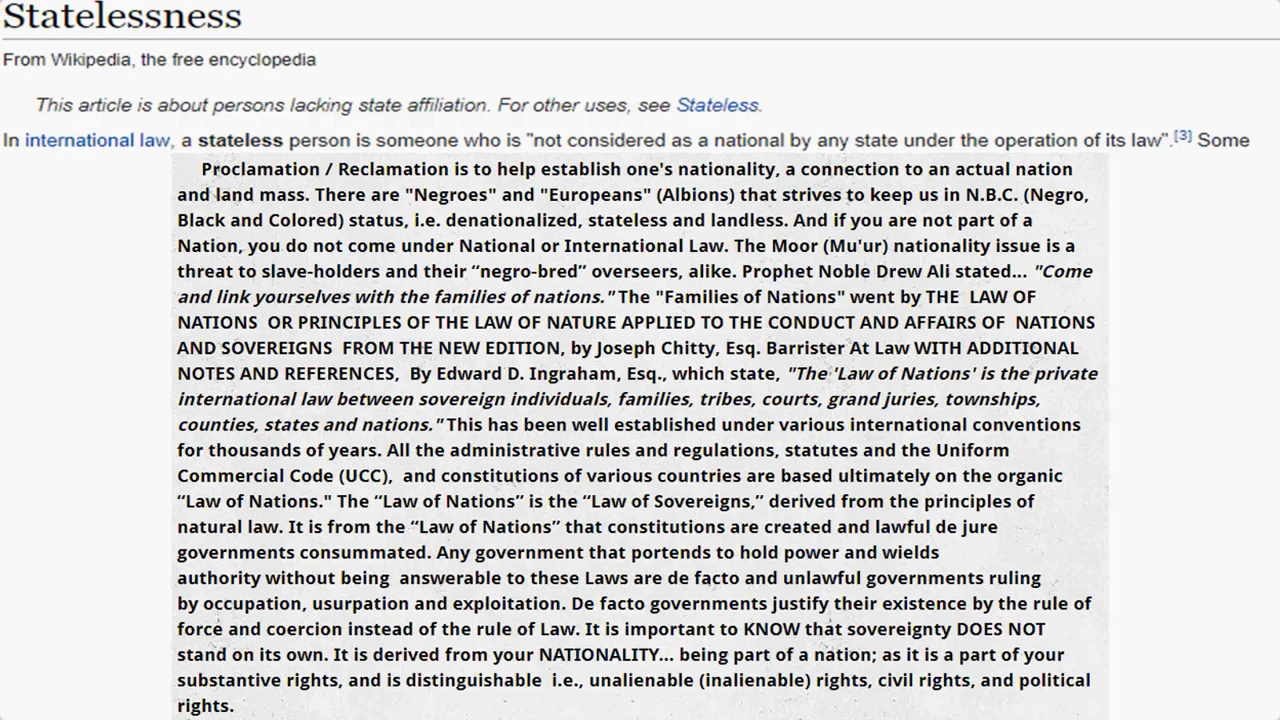 Statelessness
From Wikipedia, the free encyclopedia
This article is about persons lacking state affiliation. For other uses, see Stateless.
In international law, a stateless person is someone who is "not considered as a national by any state under the operation of its law".[3] Some
Proclamation / Reclamation is to help establish one's nationality, a connection to an actual nation
and land mass. There are "Negroes" and "Europeans" (Albions) that strives to keep us in N.B.C. (Negro,
Black and Colored) status, i.e. denationalized, stateless and landless. And if you are not part of a
Nation, you do not come under National or International Law. The Moor (Mu'ur) nationality issue is a
threat to slave-holders and their “negro-bred” overseers, alike. Prophet Noble Drew Ali stated... "Come
and link yourselves with the families of nations." The "Families of Nations" went by THE LAW OF
NATIONS OR PRINCIPLES OF THE LAW OF NATURE APPLIED TO THE CONDUCT AND AFFAIRS OF NATIONS
AND SOVEREIGNS FROM THE NEW EDITION, by Joseph Chitty, Esq. Barrister At Law WITH ADDITIONAL
NOTES AND REFERENCES, By Edward D. Ingraham, Esq., which state, "The 'Law of Nations' is the private
international law between sovereign individuals, families, tribes, courts, grand juries, townships,
counties, states and nations." This has been well established under various international conventions
for thousands of years. All the administrative rules and regulations, statutes and the Uniform
Commercial Code (UCC), and constitutions of various countries are based ultimately on the organic
“Law of Nations." The “Law of Nations” is the “Law of Sovereigns,” derived from the principles of
natural law. It is from the “Law of Nations” that constitutions are created and lawful de jure
governments consummated. Any government that portends to hold power and wields
authority without being answerable to these Laws are de facto and unlawful governments ruling
by occupation, usurpation and exploitation. De facto governments justify their existence by the rule of
force and coercion instead of the rule of Law. It is important to KNOW that sovereignty DOES NOT
stand on its own. It is derived from your NATIONALITY... being part of a nation; as it is a part of your
substantive rights, and is distinguishable i.e., unalienable (inalienable) rights, civil rights, and political
rights.